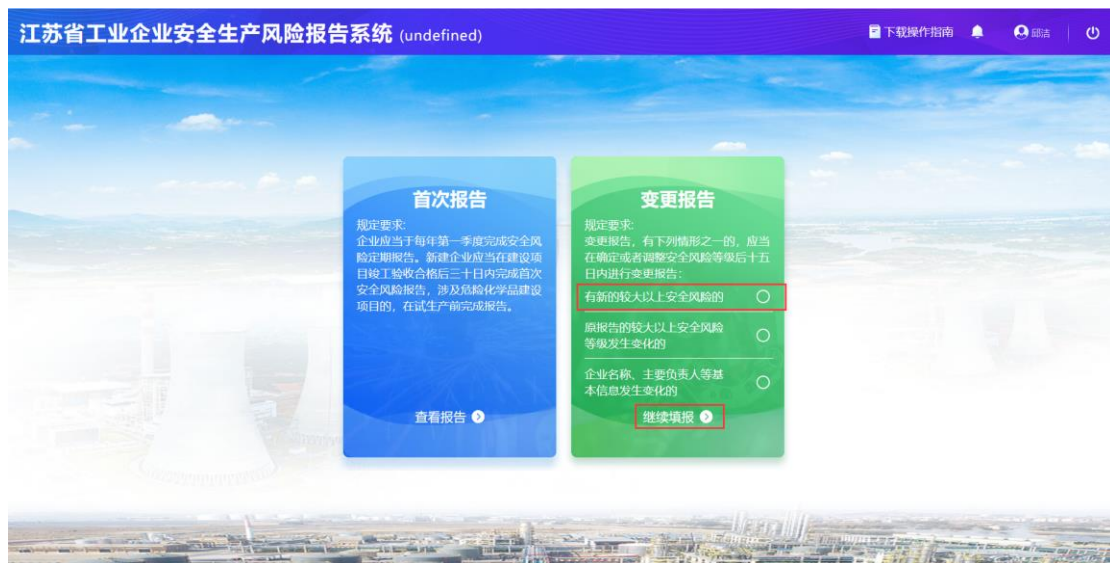 江苏省工业企业安全生产风险报告系统 (undefined)
下载操作指南
邱洁
首次报告
规定要求:
企业应当于每年第一季度完成安全风
险定期报告。新建企业应当在建设项
目竣工验收合格后三十日内完成首次
安全风险报告，涉及危险化学品建设
项目的，在试生产前完成报告。
查看报告
变更报告
规定要求:
变更报告，有下列情形之一的，应当
在确定或者调整安全风险等级后十五
日内进行变更报告：
有新的较大以上安全风险的
原报告的较大以上安全风险
等级发生变化的
企业名称、主要负责人等基
本信息发生变化的
继续填报